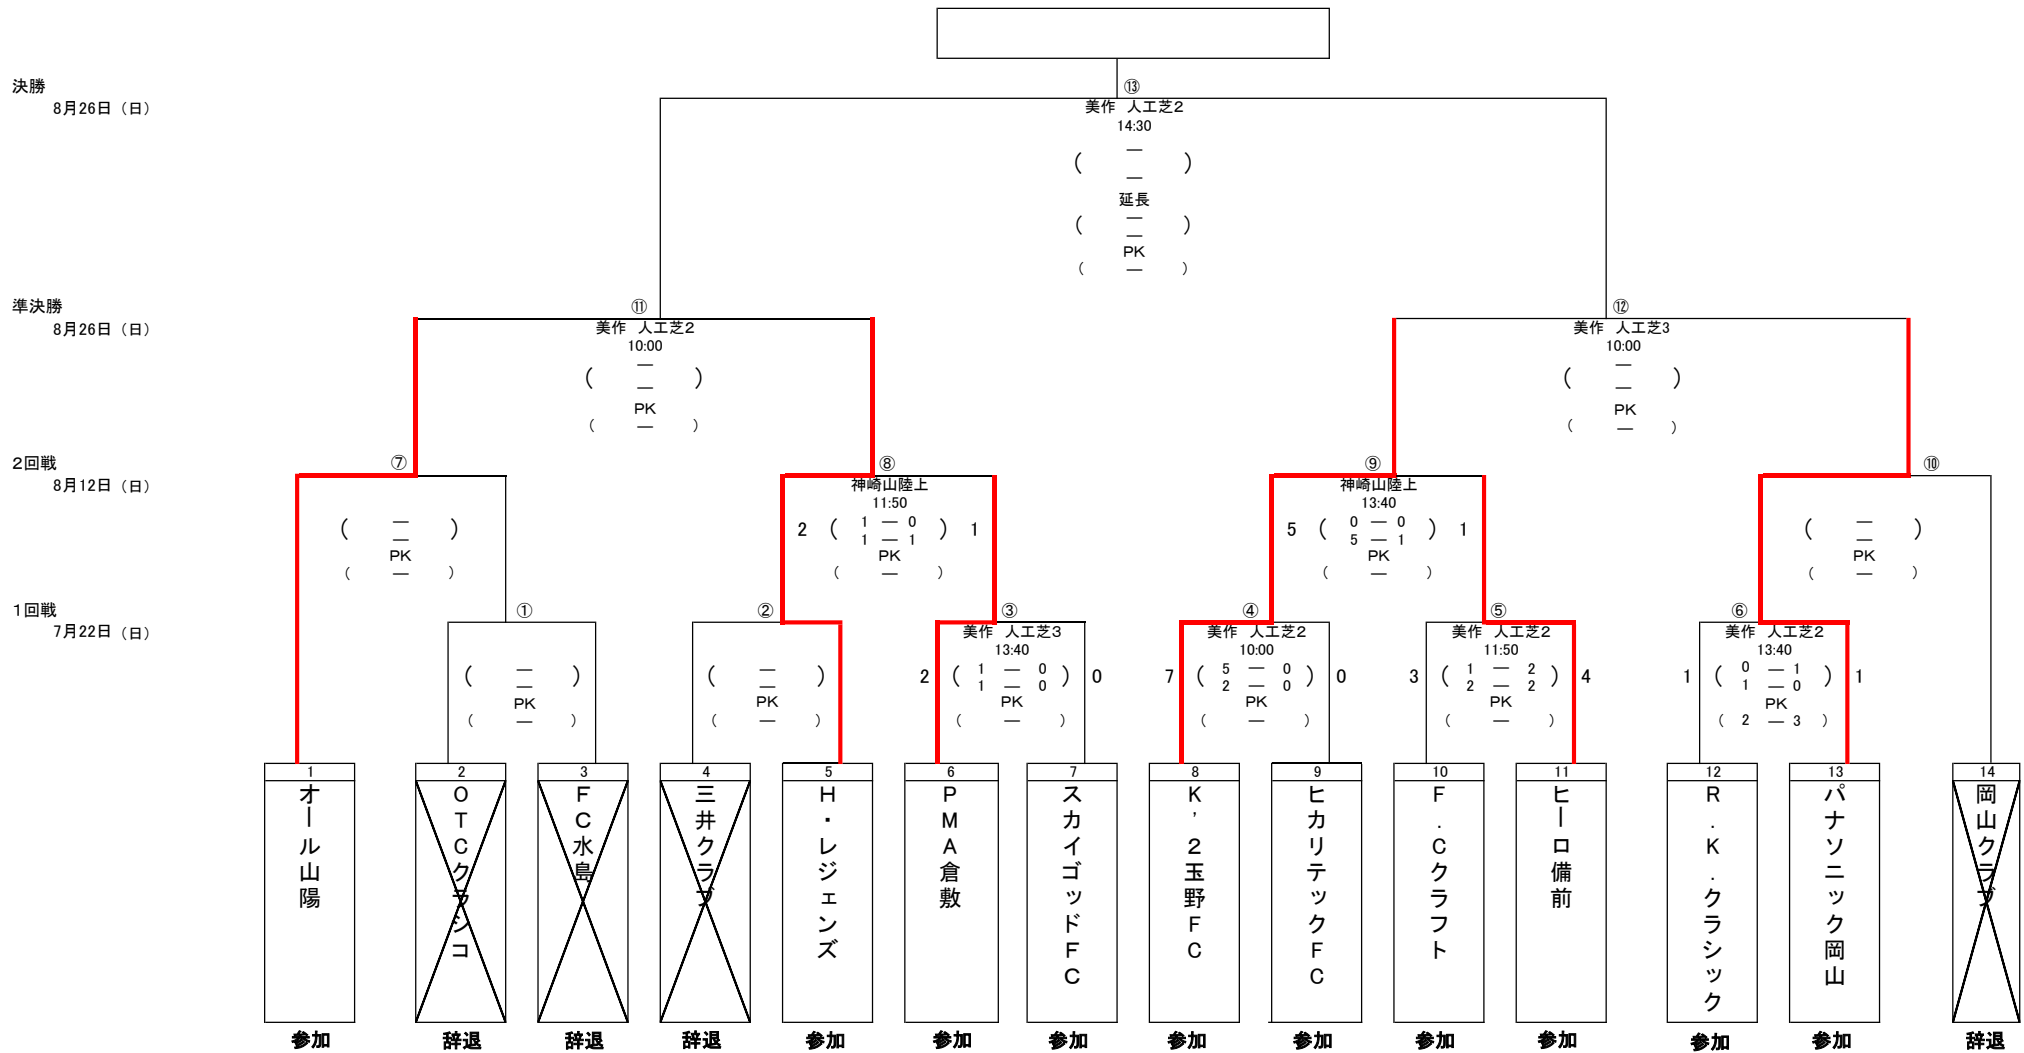 ⑬
決勝
8月26日（日）
美作　人工芝2
14:30
（　―　）
―
延長
（　―　）
―
PK
（　―　）
準決勝
8月26日（日）
⑪
美作　人工芝2
10:00
（　―　）
―
PK
（　―　）
⑫
美作　人工芝3
10:00
（　―　）
―
PK
（　―　）
2回戦
8月12日（日）
⑦
（　―　）
―
PK
（　―　）
⑧
神崎山陸上
11:50
2（ 1 ― 0 ）1
1 ― 1
PK
（　―　）
⑨
神崎山陸上
13:40
5（ 0 ― 0 ）1
5 ― 1
PK
（　―　）
⑩
（　―　）
―
PK
（　―　）
1回戦
7月22日（日）
①
（　―　）
―
PK
（　―　）
②
（　―　）
―
PK
（　―　）
③
美作　人工芝3
13:40
2（ 1 ― 0 ）0
1 ― 0
PK
（　―　）
④
美作　人工芝2
10:00
7（ 5 ― 0 ）0
2 ― 0
PK
（　―　）
⑤
美作　人工芝2
11:50
3（ 1 ― 2 ）4
2 ― 2
PK
（　―　）
⑥
美作　人工芝2
13:40
1（ 0 ― 1 ）1
1 ― 0
PK
（ 2 ― 3 ）
1
オール山陽
参加
2
OTCクラシコ
辞退
3
FC水島
辞退
4
三井クラブ
辞退
5
H・レジェンズ
参加
6
PMA倉敷
参加
7
スカイゴッドFC
参加
8
K’2玉野FC
参加
9
ヒカリテックFC
参加
10
F.Cクラフト
参加
11
ヒーロ備前
参加
12
R.K.クラシック
参加
13
パナソニック岡山
参加
14
岡山クラブ
辞退